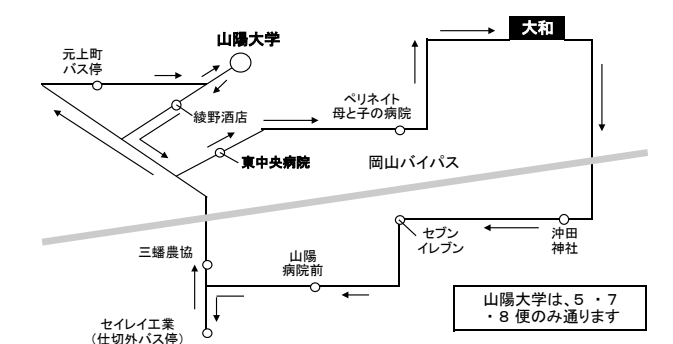 大和
山陽大学
元上町
バス停
綾野酒店
ペリネイト
母と子の病院
東中央病院
岡山バイパス
三蟠農協
山陽
病院前
セブン
イレブン
沖田
神社
セイレイ工業
(仕切外バス停)
山陽大学は、5 ・7
・8 便のみ通ります